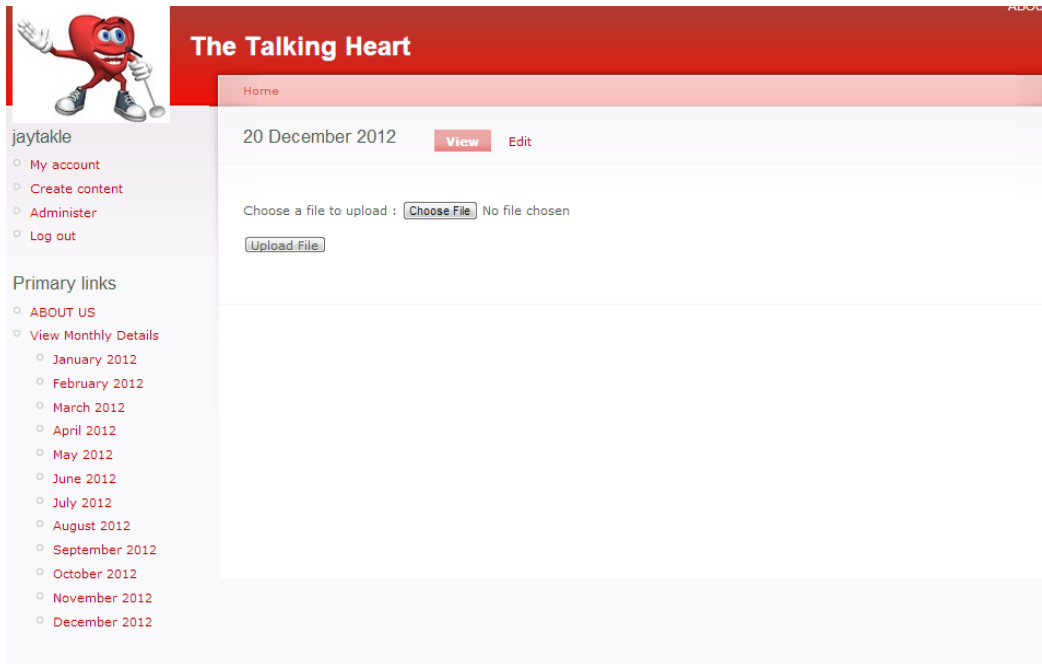 ABOU
The Talking Heart
Home
jaytakle
My account
Create content
Administer
Log out
Primary links
ABOUT US
View Monthly Details
January 2012
February 2012
March 2012
April 2012
May 2012
June 2012
July 2012
August 2012
September 2012
October 2012
November 2012
December 2012
20 December 2012 View Edit
Choose a file to upload : Choose File No file chosen
Upload File